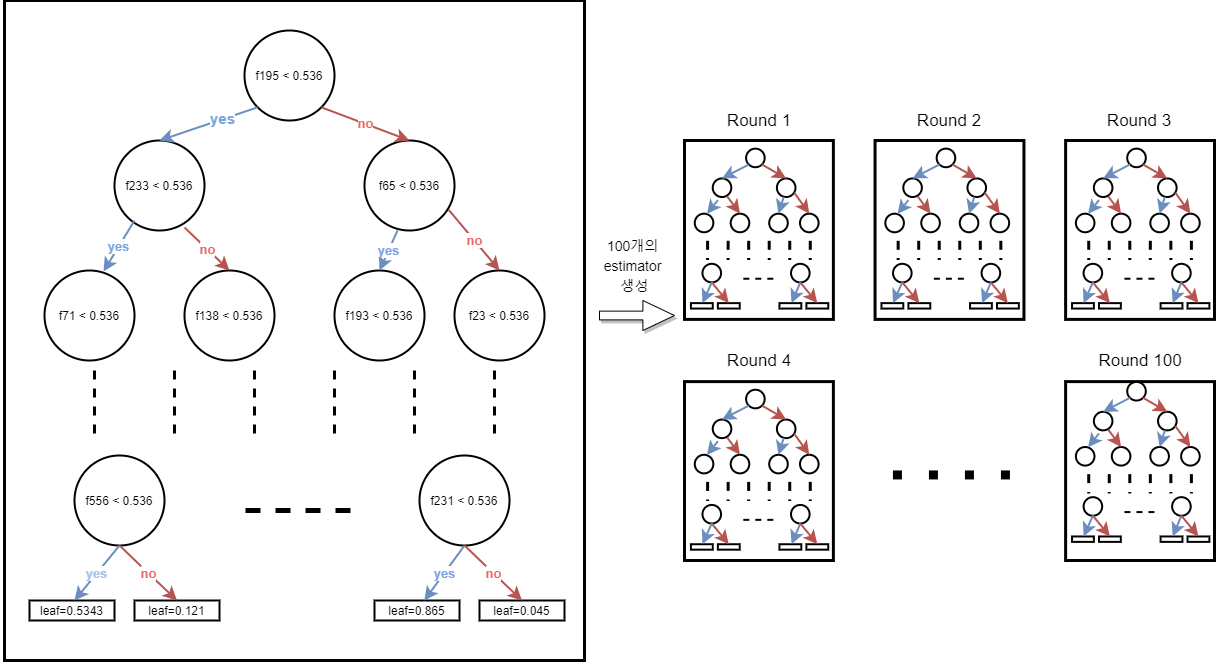 f195 < 0.536
yes
no
f233 < 0.536
f65 < 0.536
yes
no
yes
no
f71 < 0.536
f138 < 0.536
f193 < 0.536
f23 < 0.536
f556 < 0.536
f231 < 0.536
yes
no
yes
no
leaf=0.5343
leaf=0.121
leaf=0.865
leaf=0.045
100개의
estimator
생성
Round 1
Round 2
Round 3
Round 4
Round 100